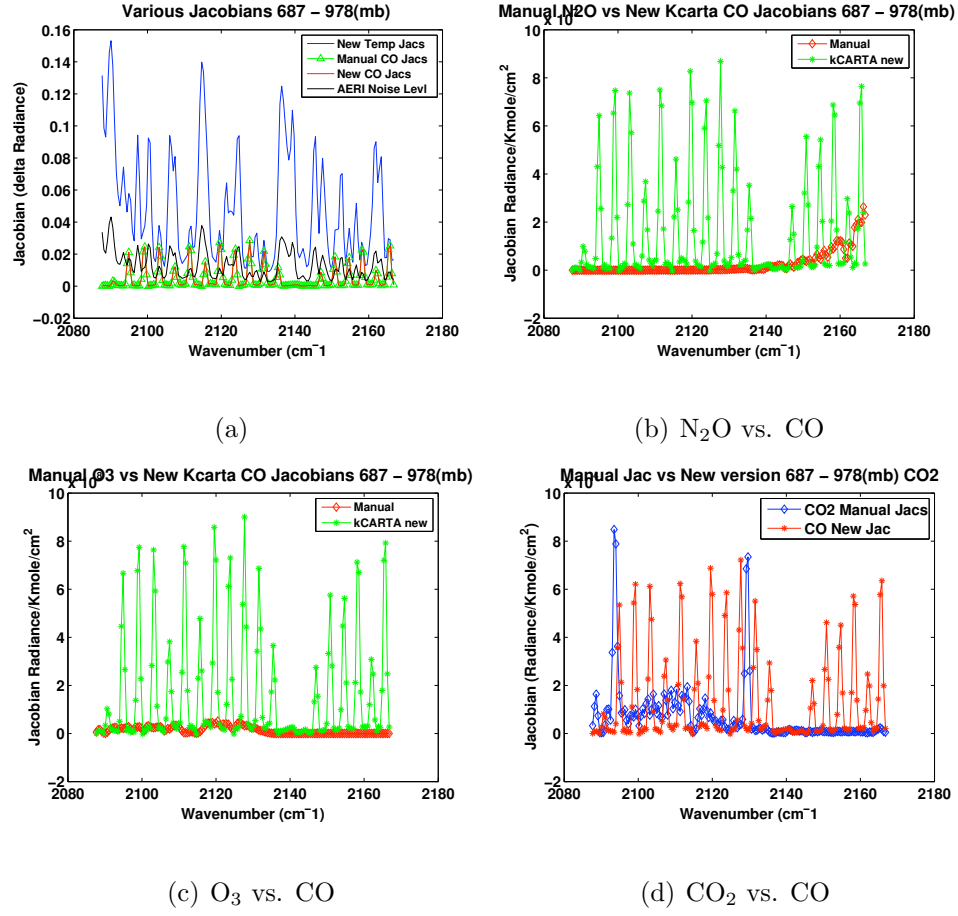 Various Jacobians 687 − 978(mb)
New Temp Jacs
Manual CO Jacs
New CO Jacs
AERI Noise Levl
Jacobian (delta Radiance)
0.16
0.14
0.12
0.1
0.08
0.06
0.04
0.02
0
−0.02
2080 2100 2120 2140 2160 2180
Wavenumber (cm⁻1
(a)
Manual N2O vs New Kcarta CO Jacobians 687 − 978(mb)
Manual
kCARTA new
Jacobian Radiance/Kmole/cm²
10
8
6
4
2
0
−2
2080 2100 2120 2140 2160 2180
Wavenumber (cm⁻1)
(b) N₂O vs. CO
Manual O3 vs New Kcarta CO Jacobians 687 − 978(mb)
Manual
kCARTA new
Jacobian Radiance/Kmole/cm²
10
8
6
4
2
0
−2
2080 2100 2120 2140 2160 2180
Wavenumber (cm⁻1)
(c) O₃ vs. CO
Manual Jac vs New version 687 − 978(mb) CO2
CO2 Manual Jacs
CO New Jac
Jacobian (Radiance/Kmole/cm²)
10
8
6
4
2
0
−2
2080 2100 2120 2140 2160 2180
Wavenumber (cm⁻1)
(d) CO₂ vs. CO